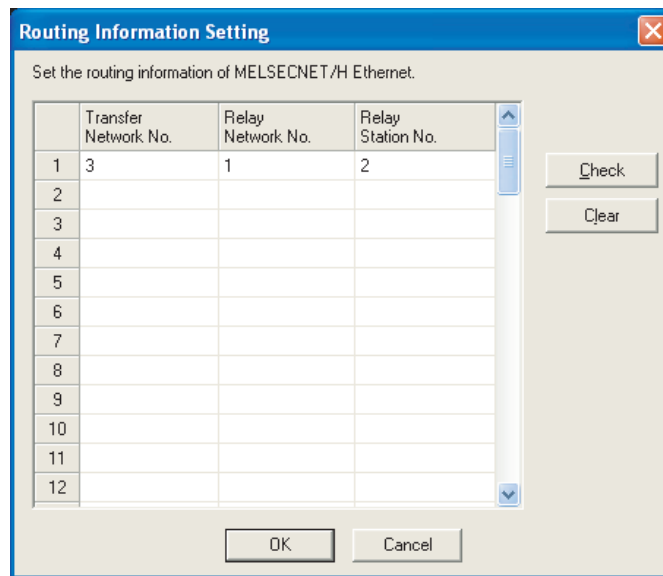 Routing Information Setting
Set the routing information of MELSECNET/H Ethernet.
Transfer Network No. Relay Network No. Relay Station No.
1 3 1 2
2
3
4
5
6
7
8
9
10
11
12
Check
Clear
OK Cancel